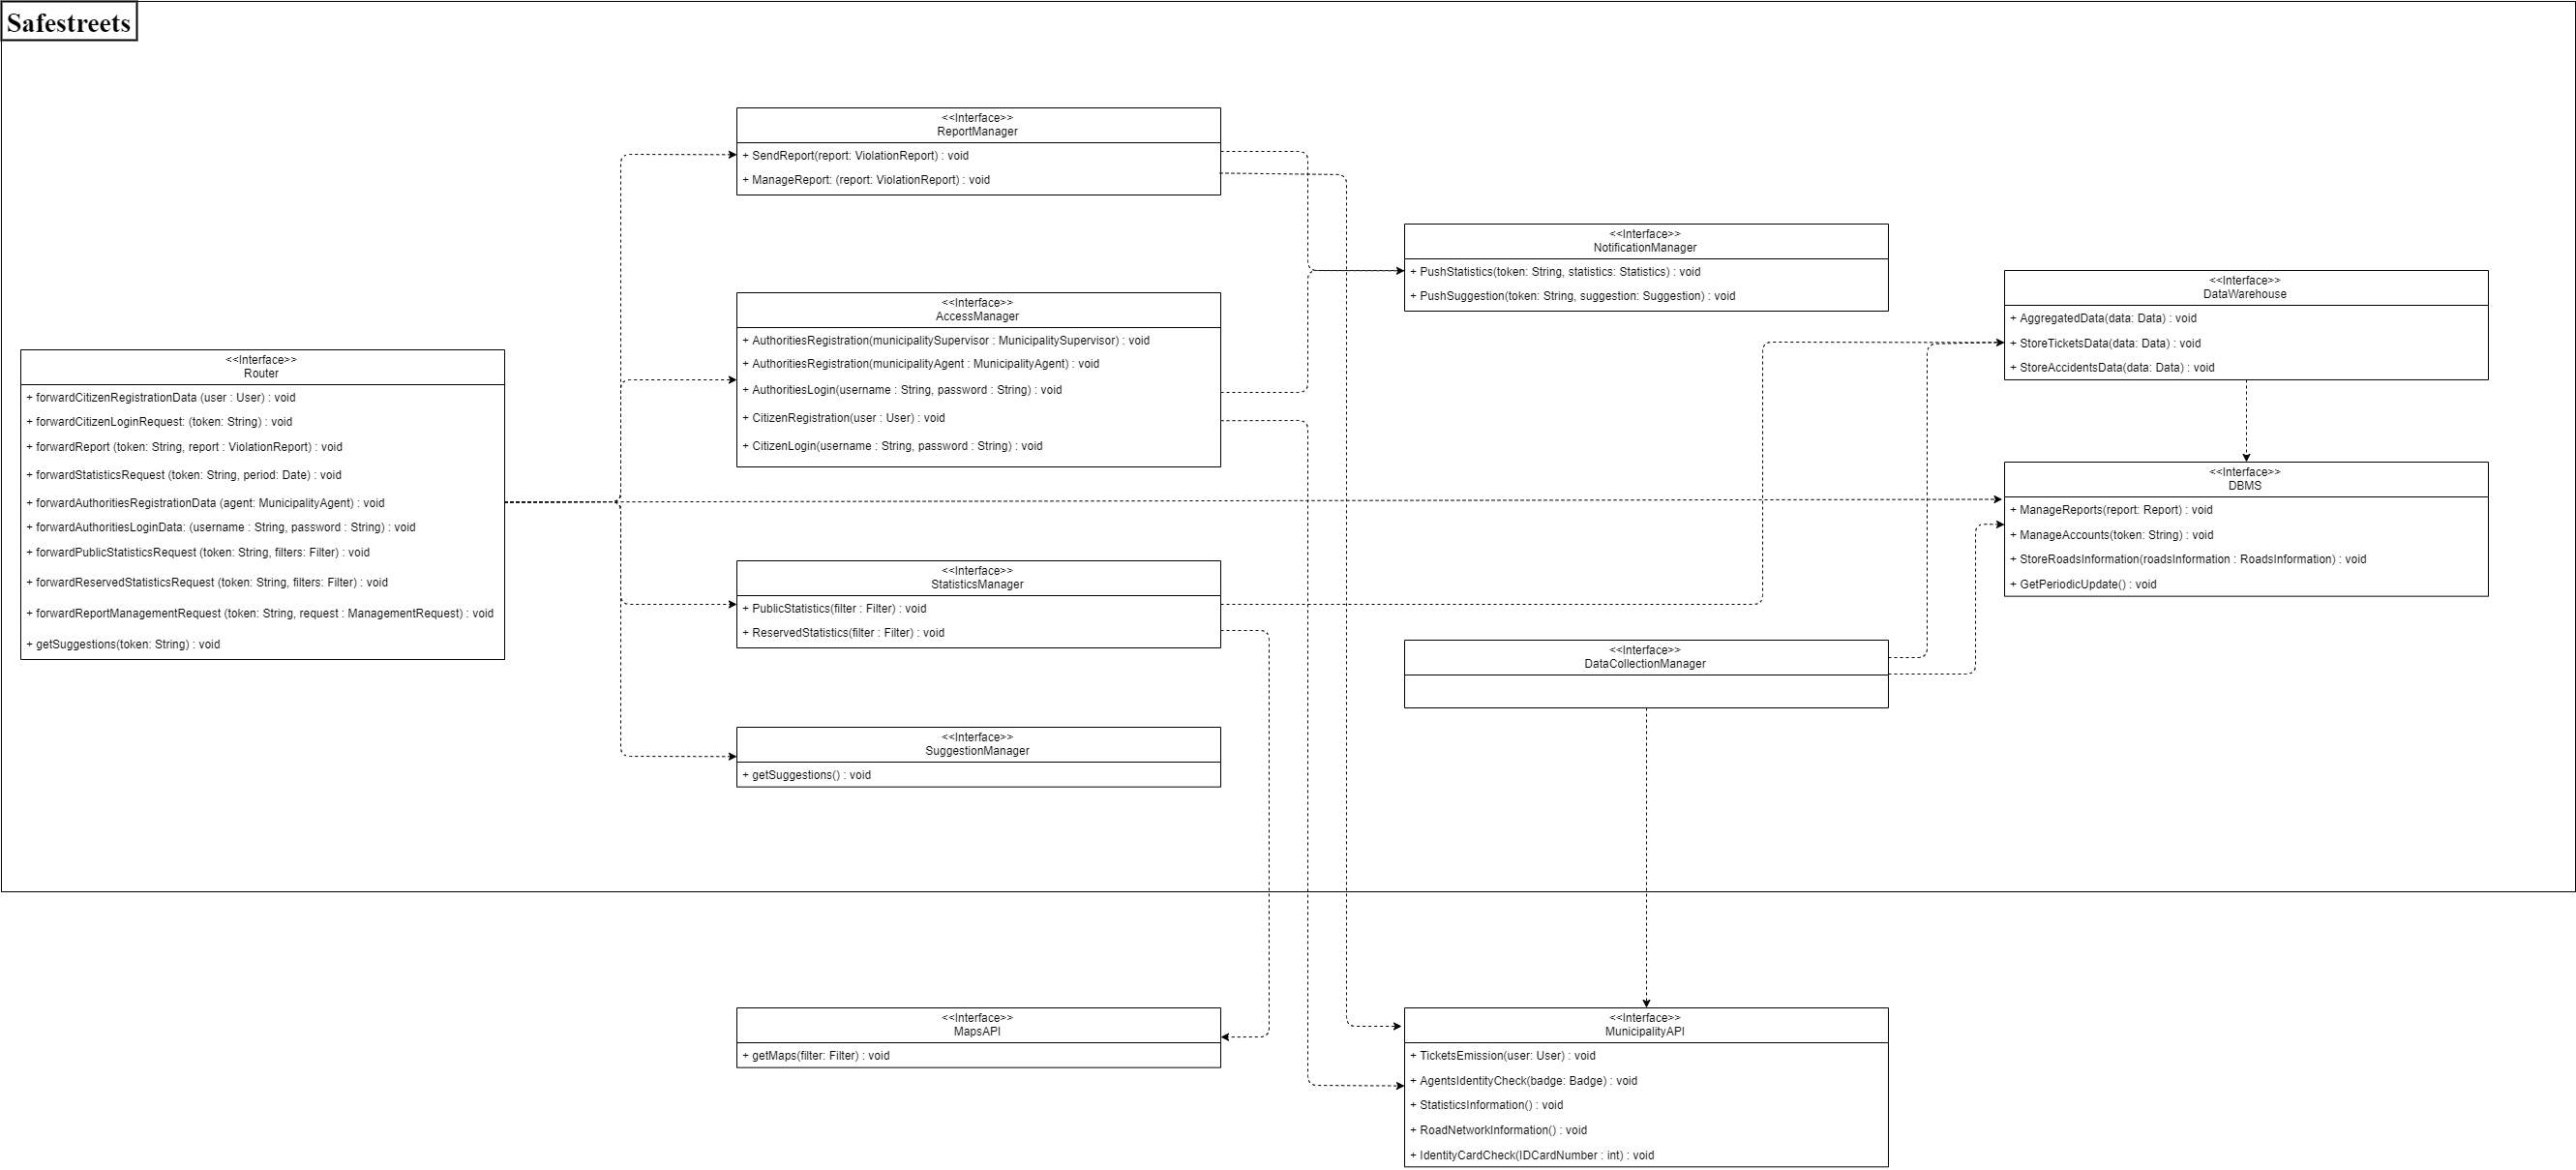 Safestreets
<<Interface>>
ReportManager
+ SendReport(report: ViolationReport) : void
+ ManageReport: (report: ViolationReport) : void
<<Interface>>
NotificationManager
+ PushStatistics(token: String, statistics: Statistics) : void
+ PushSuggestion(token: String, suggestion: Suggestion) : void
<<Interface>>
DataWarehouse
+ AggregatedData(data: Data) : void
+ StoreTicketsData(data: Data) : void
+ StoreAccidentsData(data: Data) : void
<<Interface>>
AccessManager
+ AuthoritiesRegistration(municipalitySupervisor : MunicipalitySupervisor) : void
+ AuthoritiesRegistration(municipalityAgent : MunicipalityAgent) : void
+ AuthoritiesLogin(username : String, password : String) : void
+ CitizenRegistration(user : User) : void
+ CitizenLogin(username : String, password : String) : void
<<Interface>>
Router
+ forwardCitizenRegistrationData (user : User) : void
+ forwardCitizenLoginRequest: (token: String) : void
+ forwardReport (token: String, report : ViolationReport) : void
+ forwardStatisticsRequest (token: String, period: Date) : void
+ forwardAuthoritiesRegistrationData (agent: MunicipalityAgent) : void
+ forwardAuthoritiesLoginData: (username : String, password : String) : void
+ forwardPublicStatisticsRequest (token: String, filters: Filter) : void
+ forwardReservedStatisticsRequest (token: String, filters: Filter) : void
+ forwardReportManagementRequest (token: String, request : ManagementRequest) : void
+ getSuggestions(token: String) : void
<<Interface>>
DBMS
+ ManageReports(report: Report) : void
+ ManageAccounts(token: String) : void
+ StoreRoadsInformation(roadsInformation : RoadsInformation) : void
+ GetPeriodicUpdate() : void
<<Interface>>
StatisticsManager
+ PublicStatistics(filter : Filter) : void
+ ReservedStatistics(filter : Filter) : void
<<Interface>>
DataCollectionManager
<<Interface>>
SuggestionManager
+ getSuggestions() : void
<<Interface>>
MapsAPI
+ getMaps(filter: Filter) : void
<<Interface>>
MunicipalityAPI
+ TicketsEmission(user: User) : void
+ AgentsIdentityCheck(badge: Badge) : void
+ StatisticsInformation() : void
+ RoadNetworkInformation() : void
+ IdentityCardCheck(IDCardNumber : int) : void